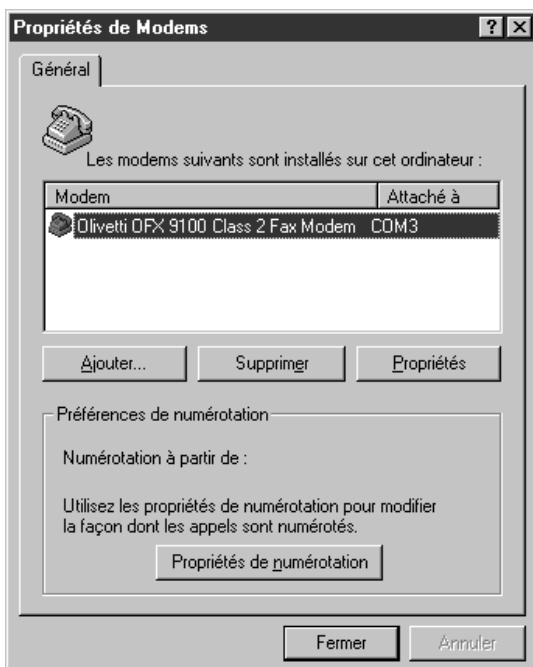 Propriétés de Modems
Général
Les modems suivants sont installés sur cet ordinateur :
Modem Attaché à
Olivetti OFX 9100 Class 2 Fax Modem COM3
Ajouter... Supprimer Propriétés
Préférences de numérotation
Numérotation à partir de :
Utilisez les propriétés de numérotation pour modifier
la façon dont les appels sont numérotés.
Propriétés de numérotation
Fermer Annuler